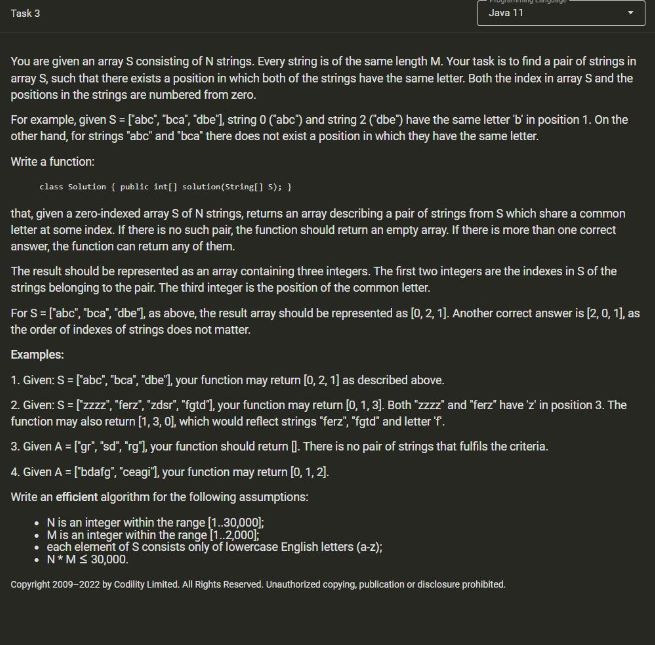 Task 3
Programming Language
Java 11
You are given an array S consisting of N strings. Every string is of the same length M. Your task is to find a pair of strings in
array S, such that there exists a position in which both of the strings have the same letter. Both the index in array S and the
positions in the strings are numbered from zero.
For example, given S = ["abc", "bca", "dbe"], string 0 ("abc") and string 2 ("dbe") have the same letter 'b' in position 1. On the
other hand, for strings "abc" and "bca" there does not exist a position in which they have the same letter.
Write a function:
class Solution { public int[] solution(String[] S); }
that, given a zero-indexed array S of N strings, returns an array describing a pair of strings from S which share a common
letter at some index. If there is no such pair, the function should return an empty array. If there is more than one correct
answer, the function can return any of them.
The result should be represented as an array containing three integers. The first two integers are the indexes in S of the
strings belonging to the pair. The third integer is the position of the common letter.
For S = ["abc", "bca", "dbe"], as above, the result array should be represented as [0, 2, 1]. Another correct answer is [2, 0, 1], as
the order of indexes of strings does not matter.
Examples:
1. Given: S = ["abc", "bca", "dbe"], your function may return [0, 2, 1] as described above.
2. Given: S = ["zzzz", "ferz", "zdsr", "fgtd"], your function may return [0, 1, 3]. Both "zzzz" and "ferz" have 'z' in position 3. The
function may also return [1, 3, 0], which would reflect strings "ferz", "fgtd" and letter 'f'.
3. Given A = ["gr", "sd", "rg"], your function should return []. There is no pair of strings that fulfils the criteria.
4. Given A = ["bdafg", "ceagi"], your function may return [0, 1, 2].
Write an efficient algorithm for the following assumptions:
• N is an integer within the range [1..30,000];
• M is an integer within the range [1..2,000];
• each element of S consists only of lowercase English letters (a-z);
• N * M ≤ 30,000.
Copyright 2009–2022 by Codility Limited. All Rights Reserved. Unauthorized copying, publication or disclosure prohibited.